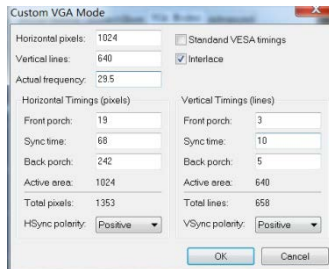 Custom VGA Mode
Horizontal pixels: 1024
Standard VESA timings
Vertical lines: 640
Interlace
Actual frequency: 29.5
Horizontal Timings (pixels)
Vertical Timings (lines)
Front porch: 19
Front porch: 3
Sync time: 68
Sync time: 10
Back porch: 242
Back porch: 5
Active area: 1024
Active area: 640
Total pixels: 1353
Total lines: 658
HSync polarity: Positive
VSync polarity: Positive
OK
Cancel